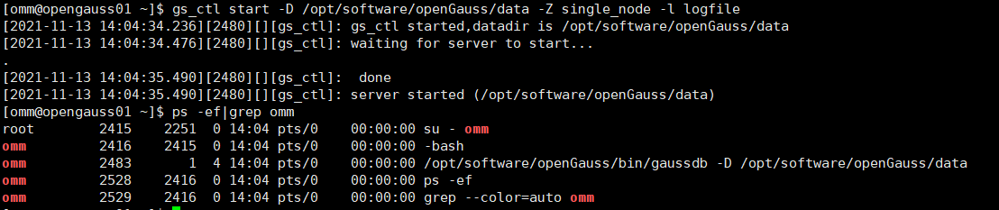 [omm@opengauss01 ~]$ gs_ctl start -D /opt/software/openGauss/data -Z single_node -l logfile
[2021-11-13 14:04:34.236][2480][][gs_ctl]: gs_ctl started,datadir is /opt/software/openGauss/data
[2021-11-13 14:04:34.476][2480][][gs_ctl]: waiting for server to start...
.
[2021-11-13 14:04:35.490][2480][][gs_ctl]:  done
[2021-11-13 14:04:35.490][2480][][gs_ctl]: server started (/opt/software/openGauss/data)
[omm@opengauss01 ~]$ ps -ef|grep omm
root       2415   2251  0 14:04 pts/0    00:00:00 su - omm
omm        2416   2415  0 14:04 pts/0    00:00:00 -bash
omm        2483      1  4 14:04 pts/0    00:00:00 /opt/software/openGauss/bin/gaussdb -D /opt/software/openGauss/data
omm        2528   2416  0 14:04 pts/0    00:00:00 ps -ef
omm        2529   2416  0 14:04 pts/0    00:00:00 grep --color=auto omm